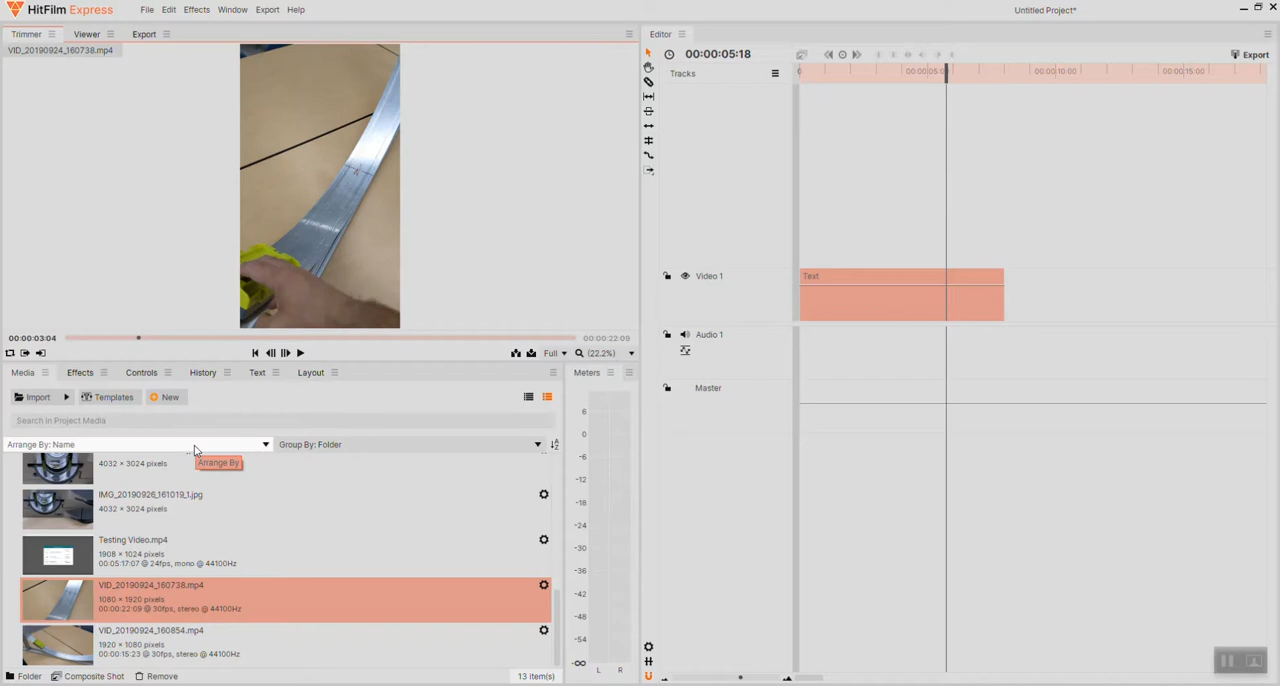 HitFilm Express File Edit Effects Window Export Help Untitled Project*
Trimmer Viewer Export Editor
VID_20190924_160738.mp4 00:00:05:18 Export
Tracks 0 00:00:05:0 00:00:10:00 00:00:15:00
Video 1 Text
00:00:03:04 00:00:22:09 Audio 1
Full (22.2%)
Media Effects Controls History Text Layout Meters
Master
Import Templates New
Search in Project Media
Arrange By: Name Group By: Folder
Arrange By
4032 × 3024 pixels
IMG_20190926_161019_1.jpg
4032 × 3024 pixels
Testing Video.mp4
1908 × 1024 pixels
00:05:17:07 @ 24fps, mono @ 44100Hz
VID_20190924_160738.mp4
1080 × 1920 pixels
00:00:22:09 @ 30fps, stereo @ 44100Hz
VID_20190924_160854.mp4
1920 × 1080 pixels
00:00:15:23 @ 30fps, stereo @ 44100Hz
6
0
-6
-12
-18
-24
-30
-36
-42
-48
-54
-∞
L R
Folder Composite Shot Remove 13 item(s)